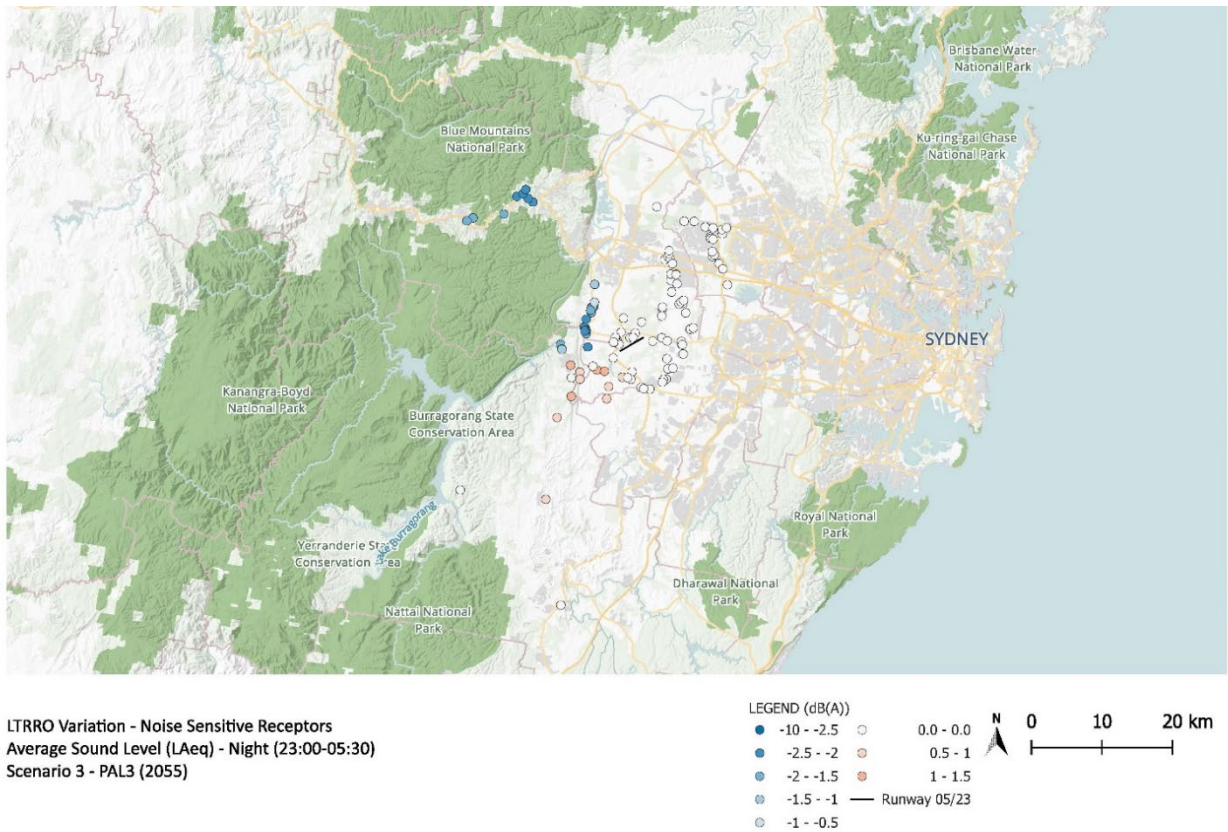 Brisbane Water
National Park
Ku-ring-gai Chase
National Park
Blue Mountains
National Park
SYDNEY
Kanangra-Boyd
National Park
Burragorang State
Conservation Area
Lake Burragorang
Yerranderie State
Conservation Area
Royal National
Park
Dharawal National
Park
Nattai National
Park
LTRRO Variation - Noise Sensitive Receptors
Average Sound Level (LAeq) - Night (23:00-05:30)
Scenario 3 - PAL3 (2055)
LEGEND (dB(A))
-10 - -2.5
-2.5 - -2
-2 - -1.5
-1.5 - -1
-1 - -0.5
0.0 - 0.0
0.5 - 1
1 - 1.5
Runway 05/23
N
0 10 20 km